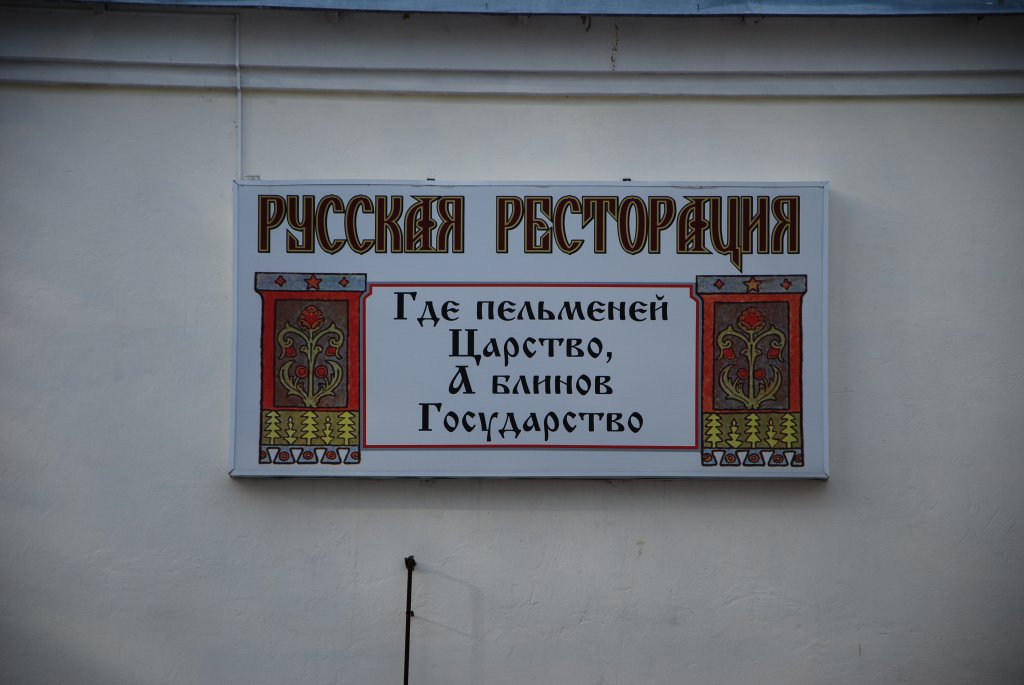 РУССКАЯ РЕСТОРАЦИЯ
Где пельменей
Царство,
А блинов
Государство